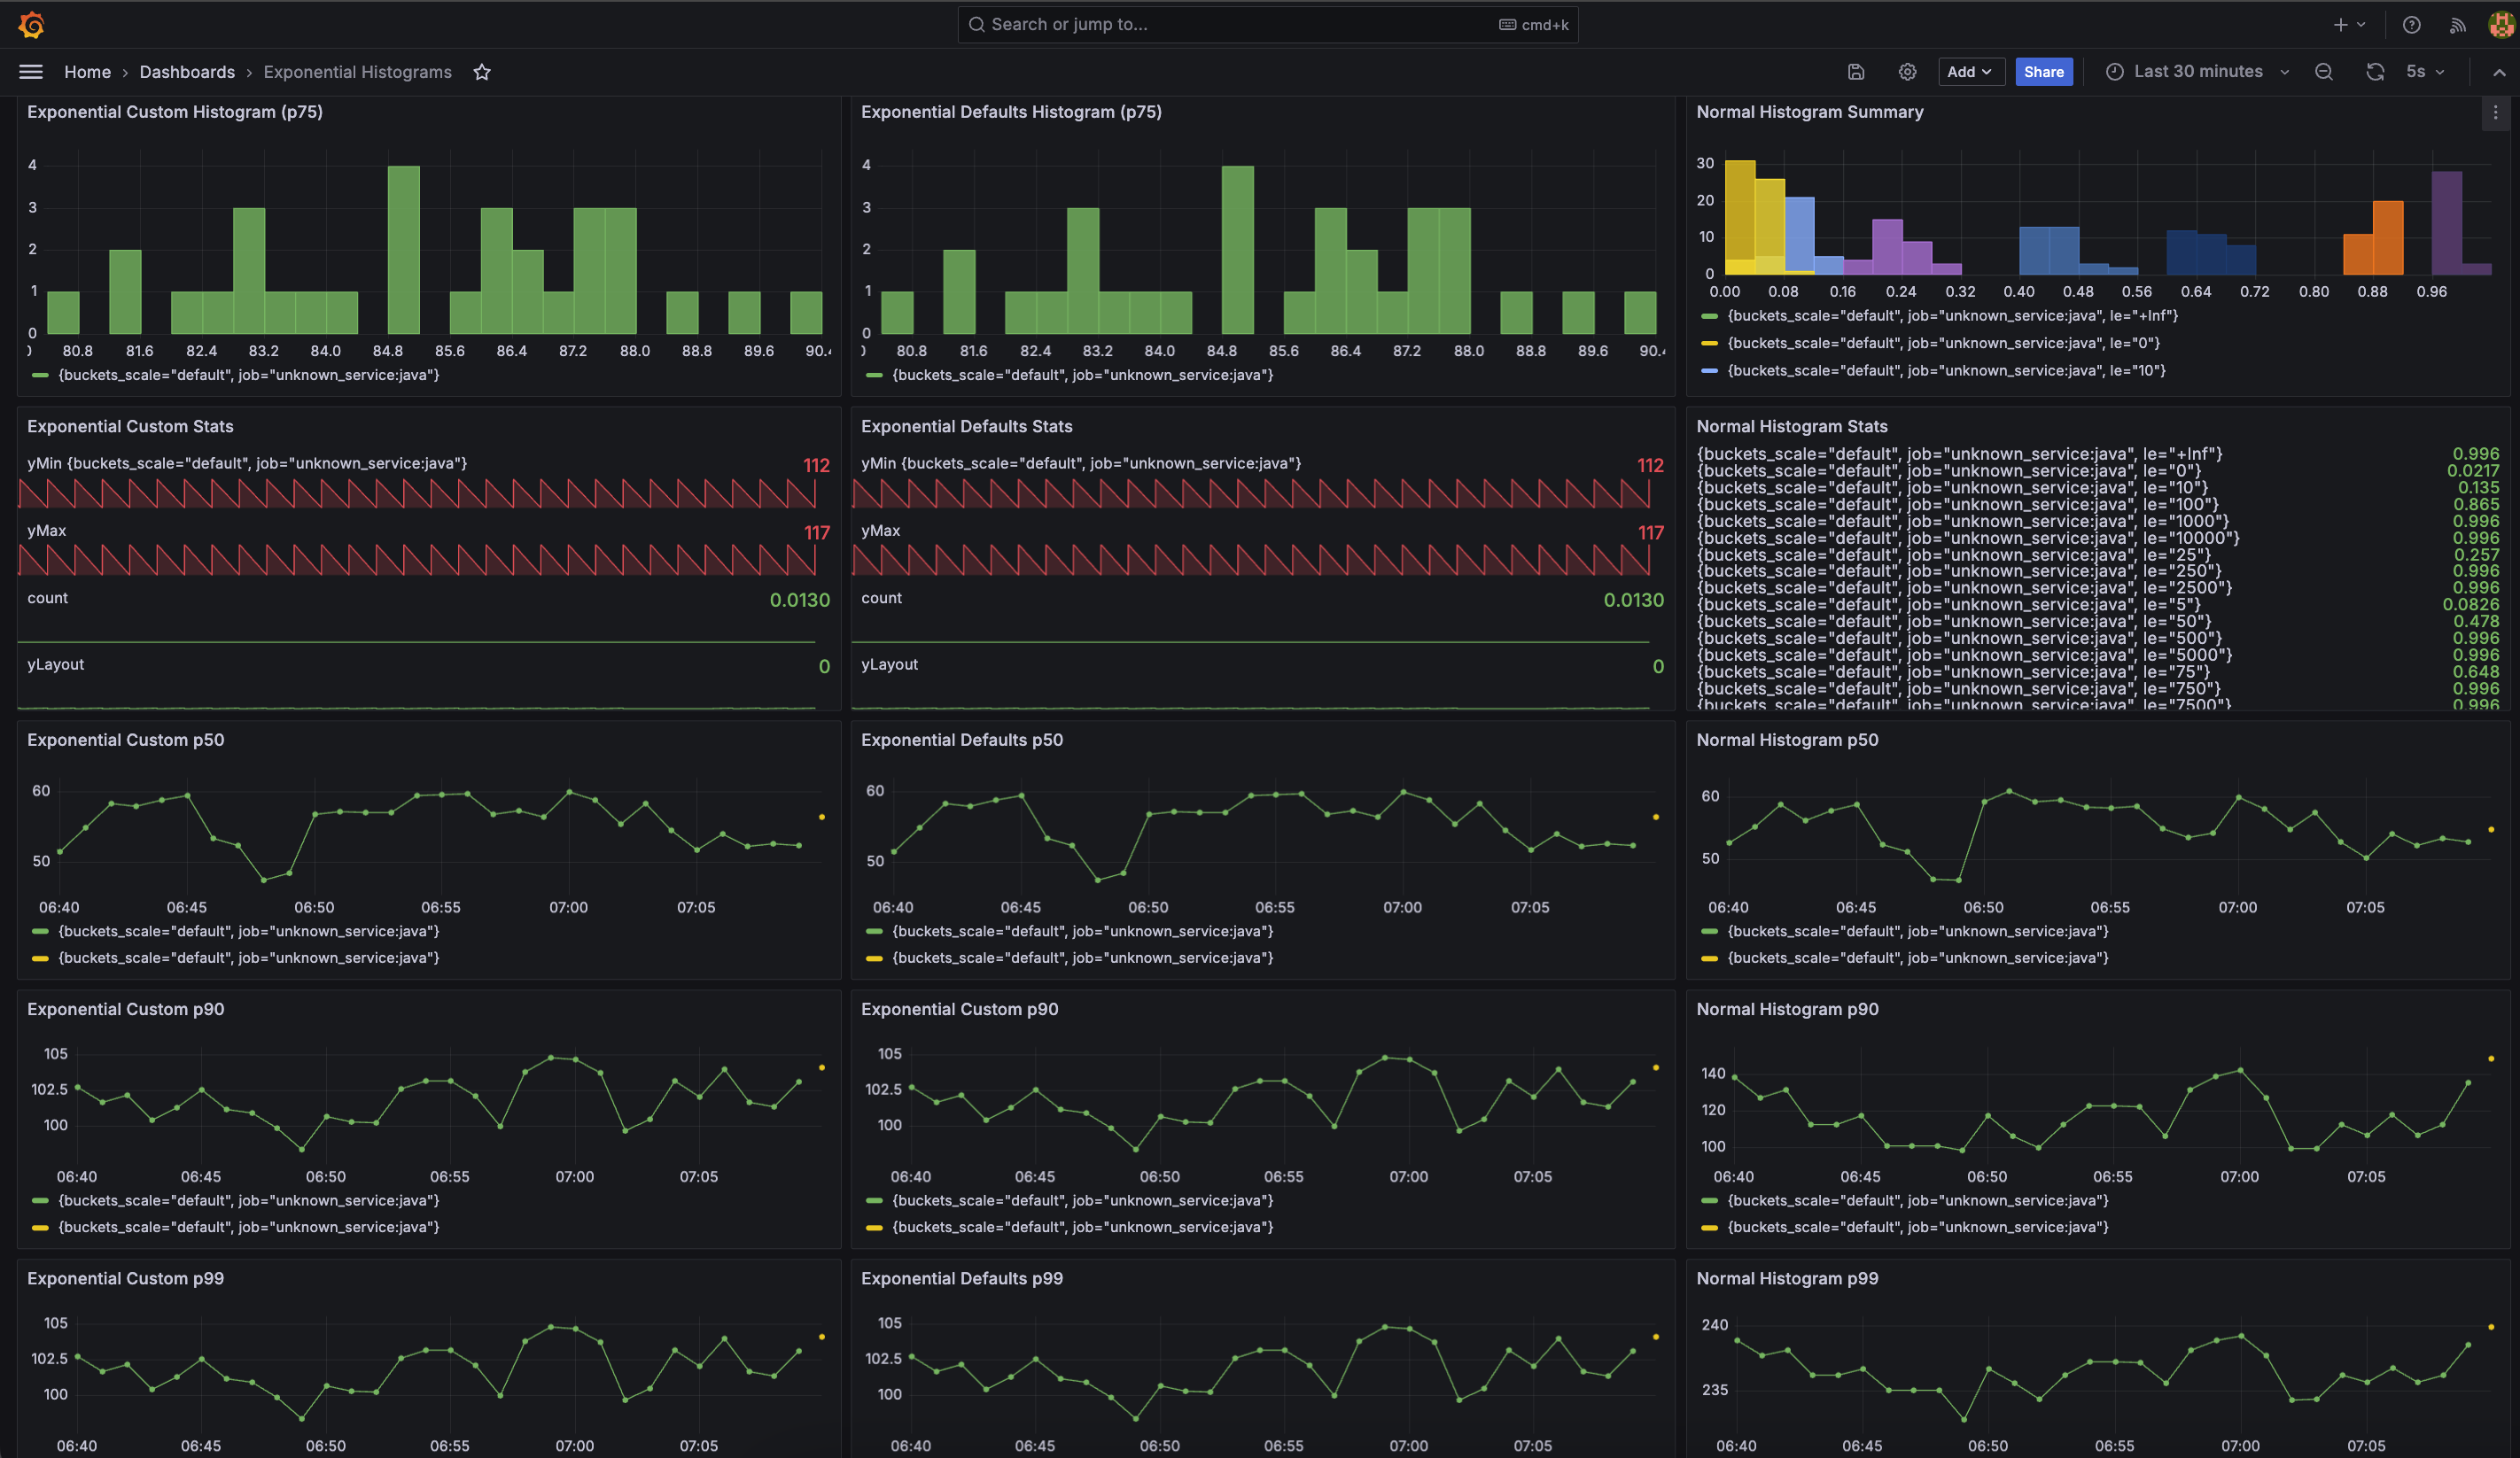 Search or jump to...
cmd+k
Home › Dashboards › Exponential Histograms
Add
Share
Last 30 minutes
5s
Exponential Custom Histogram (p75)
4
3
2
1
0
80.8 81.6 82.4 83.2 84.0 84.8 85.6 86.4 87.2 88.0 88.8 89.6
{buckets_scale="default", job="unknown_service:java"}
Exponential Defaults Histogram (p75)
4
3
2
1
0
80.8 81.6 82.4 83.2 84.0 84.8 85.6 86.4 87.2 88.0 88.8 89.6
{buckets_scale="default", job="unknown_service:java"}
Normal Histogram Summary
30
20
10
0
0.00 0.08 0.16 0.24 0.32 0.40 0.48 0.56 0.64 0.72 0.80 0.88 0.96
{buckets_scale="default", job="unknown_service:java", le="+Inf"}
{buckets_scale="default", job="unknown_service:java", le="0"}
{buckets_scale="default", job="unknown_service:java", le="10"}
Exponential Custom Stats
yMin {buckets_scale="default", job="unknown_service:java"} 112
yMax 117
count 0.0130
yLayout 0
Exponential Defaults Stats
yMin {buckets_scale="default", job="unknown_service:java"} 112
yMax 117
count 0.0130
yLayout 0
Normal Histogram Stats
{buckets_scale="default", job="unknown_service:java", le="+Inf"} 0.996
{buckets_scale="default", job="unknown_service:java", le="0"} 0.0217
{buckets_scale="default", job="unknown_service:java", le="10"} 0.135
{buckets_scale="default", job="unknown_service:java", le="100"} 0.865
{buckets_scale="default", job="unknown_service:java", le="1000"} 0.996
{buckets_scale="default", job="unknown_service:java", le="10000"} 0.996
{buckets_scale="default", job="unknown_service:java", le="25"} 0.257
{buckets_scale="default", job="unknown_service:java", le="250"} 0.996
{buckets_scale="default", job="unknown_service:java", le="2500"} 0.996
{buckets_scale="default", job="unknown_service:java", le="5"} 0.0826
{buckets_scale="default", job="unknown_service:java", le="50"} 0.478
{buckets_scale="default", job="unknown_service:java", le="500"} 0.996
{buckets_scale="default", job="unknown_service:java", le="5000"} 0.996
{buckets_scale="default", job="unknown_service:java", le="75"} 0.648
{buckets_scale="default", job="unknown_service:java", le="750"} 0.996
{buckets_scale="default", job="unknown_service:java", le="7500"} 0.996
Exponential Custom p50
60
50
06:40 06:45 06:50 06:55 07:00 07:05
{buckets_scale="default", job="unknown_service:java"}
{buckets_scale="default", job="unknown_service:java"}
Exponential Defaults p50
60
50
06:40 06:45 06:50 06:55 07:00 07:05
{buckets_scale="default", job="unknown_service:java"}
{buckets_scale="default", job="unknown_service:java"}
Normal Histogram p50
60
50
06:40 06:45 06:50 06:55 07:00 07:05
{buckets_scale="default", job="unknown_service:java"}
{buckets_scale="default", job="unknown_service:java"}
Exponential Custom p90
105
102.5
100
06:40 06:45 06:50 06:55 07:00 07:05
{buckets_scale="default", job="unknown_service:java"}
{buckets_scale="default", job="unknown_service:java"}
Exponential Custom p90
105
102.5
100
06:40 06:45 06:50 06:55 07:00 07:05
{buckets_scale="default", job="unknown_service:java"}
{buckets_scale="default", job="unknown_service:java"}
Normal Histogram p90
140
120
100
06:40 06:45 06:50 06:55 07:00 07:05
{buckets_scale="default", job="unknown_service:java"}
{buckets_scale="default", job="unknown_service:java"}
Exponential Custom p99
105
102.5
100
06:40 06:45 06:50 06:55 07:00 07:05
Exponential Defaults p99
105
102.5
100
06:40 06:45 06:50 06:55 07:00 07:05
Normal Histogram p99
240
235
06:40 06:45 06:50 06:55 07:00 07:05